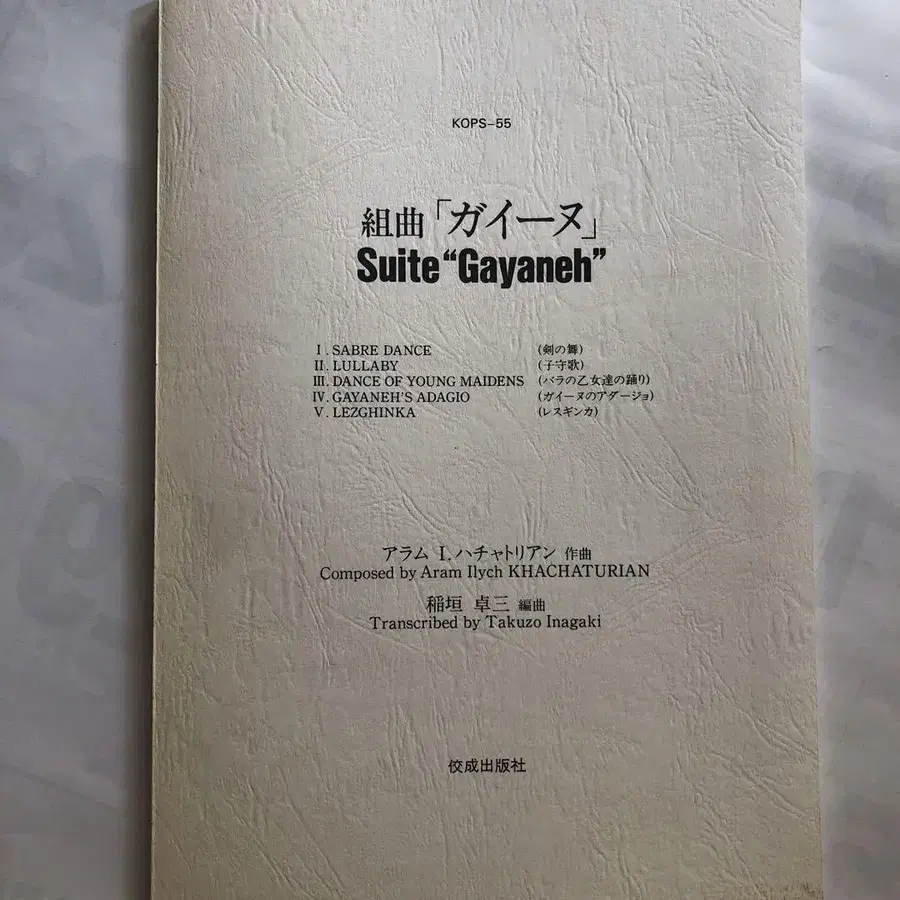 KOPS-55
組曲「ガイーヌ」
Suite “Gayaneh”
I. SABRE DANCE (剣の舞)
II. LULLABY (子守歌)
III. DANCE OF YOUNG MAIDENS (バラの乙女達の踊り)
IV. GAYANEH'S ADAGIO (ガイーヌのアダージョ)
V. LEZGHINKA (レスギンカ)
アラム I. ハチャトリアン 作曲
Composed by Aram Ilych KHACHATURIAN
稲垣 卓三 編曲
Transcribed by Takuzo Inagaki
佼成出版社